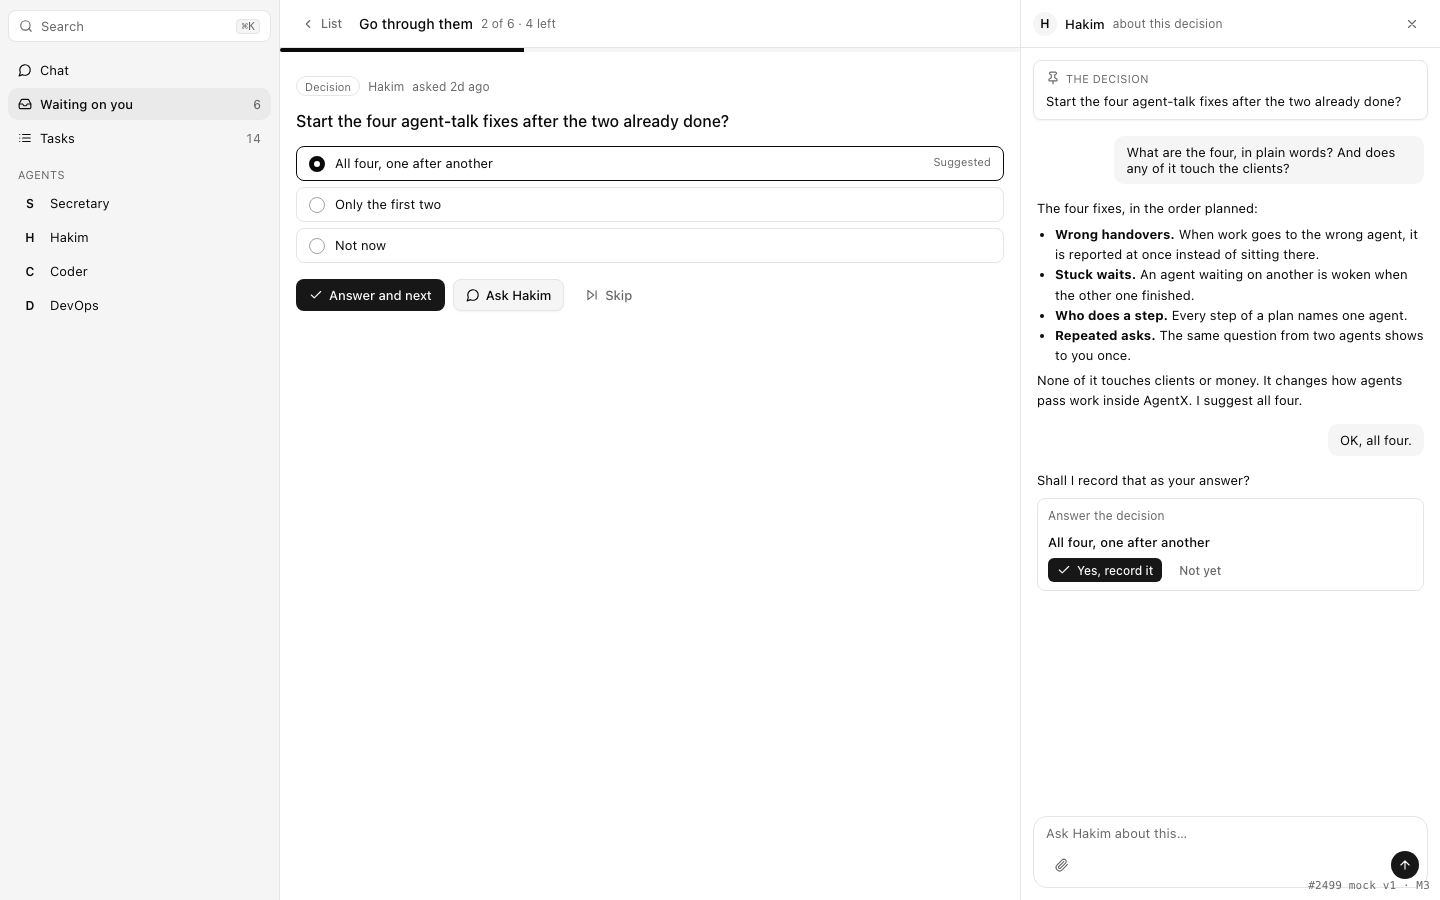 Search
⌘K
Chat
Waiting on you
6
Tasks
14
AGENTS
S Secretary
H Hakim
C Coder
D DevOps
List
Go through them
2 of 6 · 4 left
Decision
Hakim asked 2d ago
Start the four agent-talk fixes after the two already done?
All four, one after another
Suggested
Only the first two
Not now
Answer and next
Ask Hakim
Skip
H Hakim about this decision
THE DECISION
Start the four agent-talk fixes after the two already done?
What are the four, in plain words? And does
any of it touch the clients?
The four fixes, in the order planned:
• Wrong handovers. When work goes to the wrong agent, it
is reported at once instead of sitting there.
• Stuck waits. An agent waiting on another is woken when
the other one finished.
• Who does a step. Every step of a plan names one agent.
• Repeated asks. The same question from two agents shows
to you once.
None of it touches clients or money. It changes how agents
pass work inside AgentX. I suggest all four.
OK, all four.
Shall I record that as your answer?
Answer the decision
All four, one after another
Yes, record it
Not yet
Ask Hakim about this…
#2499 mock v1 · M3